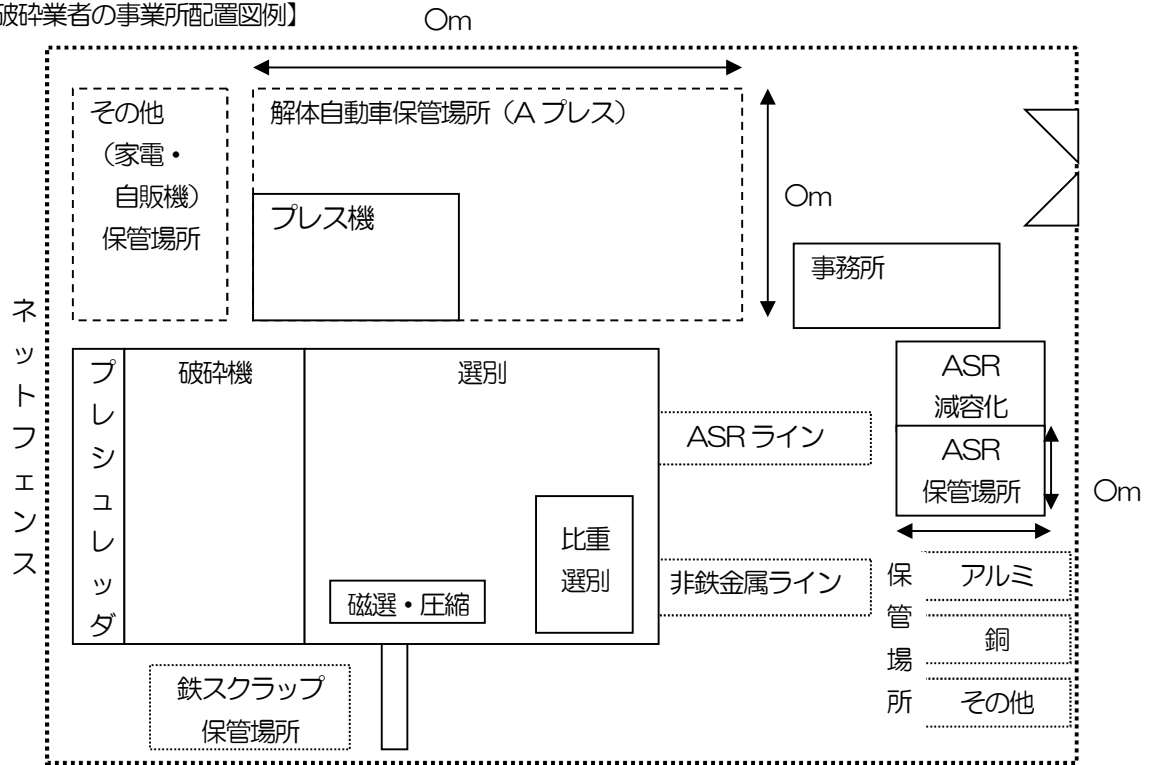 破砕業者の事業所配置図例】
〇m
その他
（家電・
自販機）
保管場所
解体自動車保管場所（Aプレス）
プレス機
〇m
事務所
ネットフェンス
プレシュレッダ
破砕機
選別
ASRライン
ASR
減容化
ASR
保管場所
〇m
比重
選別
磁選・圧縮
非鉄金属ライン
保管場所
アルミ
銅
その他
鉄スクラップ
保管場所